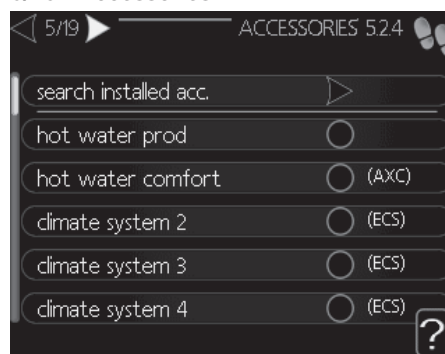 5/19 ACCESSORIES 5.2.4
search installed acc.
hot water prod
hot water comfort (AXC)
climate system 2 (ECS)
climate system 3 (ECS)
climate system 4 (ECS)
?